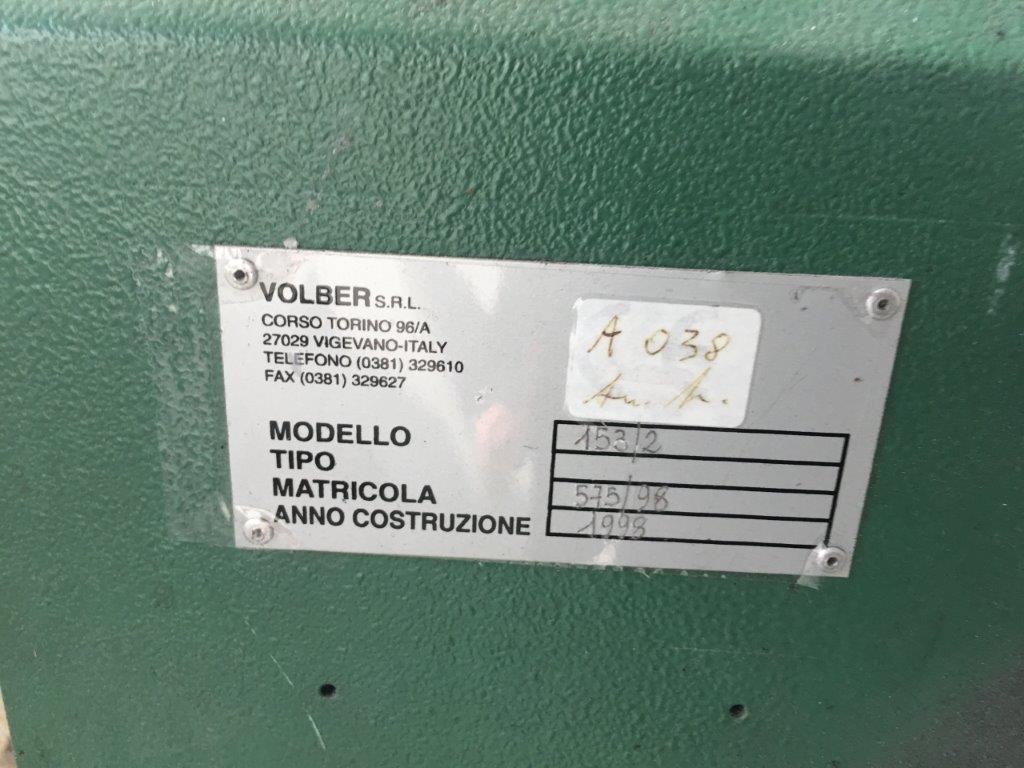 VOLBER S.R.L.
CORSO TORINO 96/A
27029 VIGEVANO-ITALY
TELEFONO (0381) 329610
FAX (0381) 329627
A 038
MODELLO 153/2
TIPO
MATRICOLA 575/98
ANNO COSTRUZIONE 1998